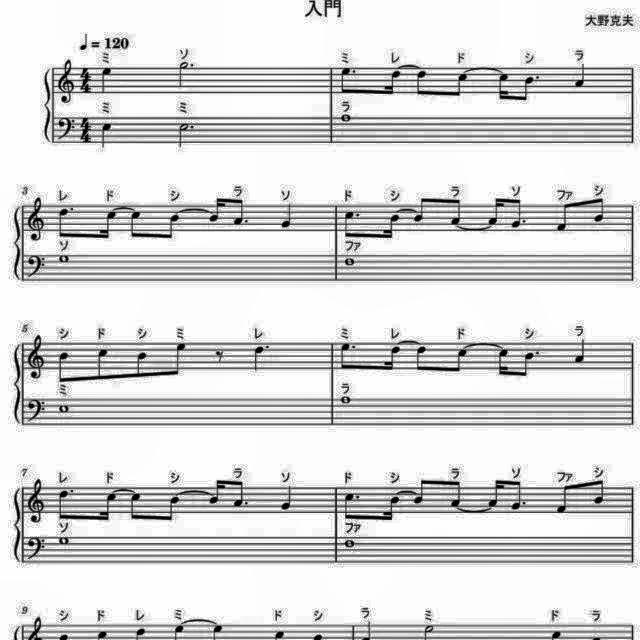 入門
大野克夫
♩= 120
ミ ソ ミ レ ド シ ラ
ミ ミ ラ
3
レ ド シ ラ ソ ド シ ラ ソ ファ シ
ソ ファ
5
シ ド シ ミ レ ミ レ ド シ ラ
ミ ラ
7
レ ド シ ラ ソ ド シ ラ ソ ファ シ
ソ ファ
9
シ ド レ ミ ド シ ラ ミ ド シ